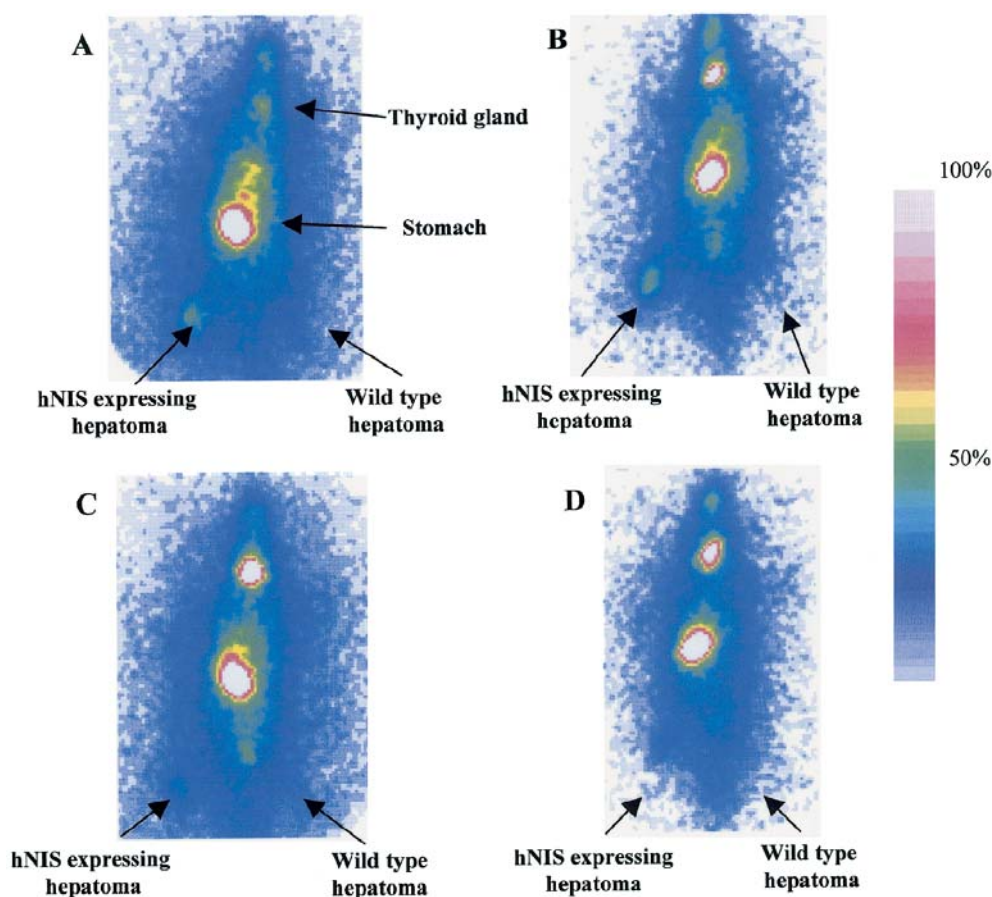 A
B
Thyroid gland
Stomach
100%
50%
hNIS expressing
hepatoma
Wild type
hepatoma
hNIS expressing
hepatoma
Wild type
hepatoma
C
D
hNIS expressing
hepatoma
Wild type
hepatoma
hNIS expressing
hepatoma
Wild type
hepatoma